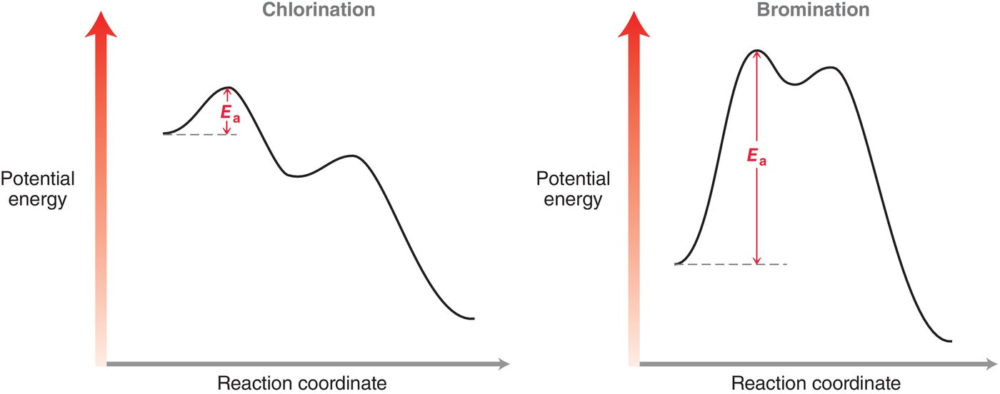 Chlorination
Potential
energy
Ea
Reaction coordinate
Bromination
Potential
energy
Ea
Reaction coordinate